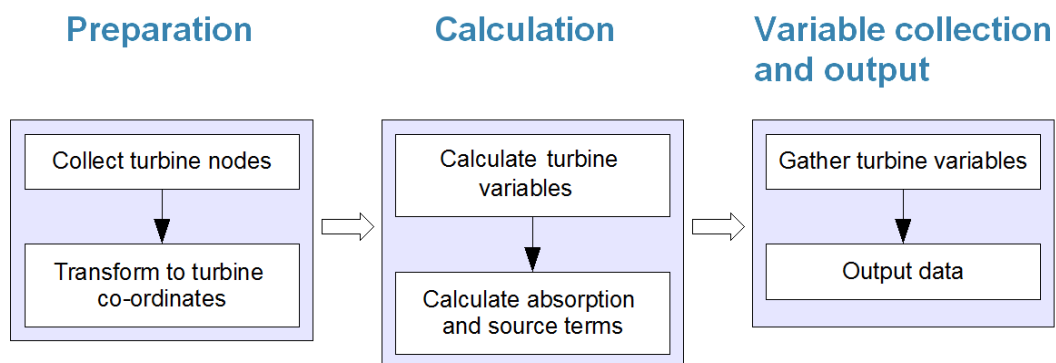 Preparation
Collect turbine nodes
Transform to turbine
co-ordinates
Calculation
Calculate turbine
variables
Calculate absorption
and source terms
Variable collection
and output
Gather turbine variables
Output data